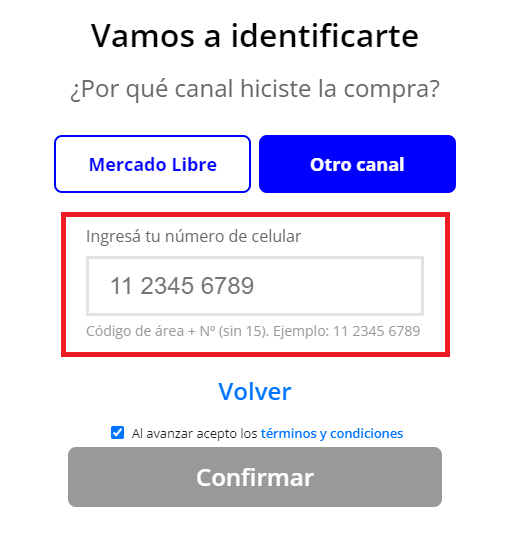 Vamos a identificarte
¿Por qué canal hiciste la compra?
Mercado Libre
Otro canal
Ingresá tu número de celular
11 2345 6789
Código de área + Nº (sin 15). Ejemplo: 11 2345 6789
Volver
Al avanzar acepto los términos y condiciones
Confirmar